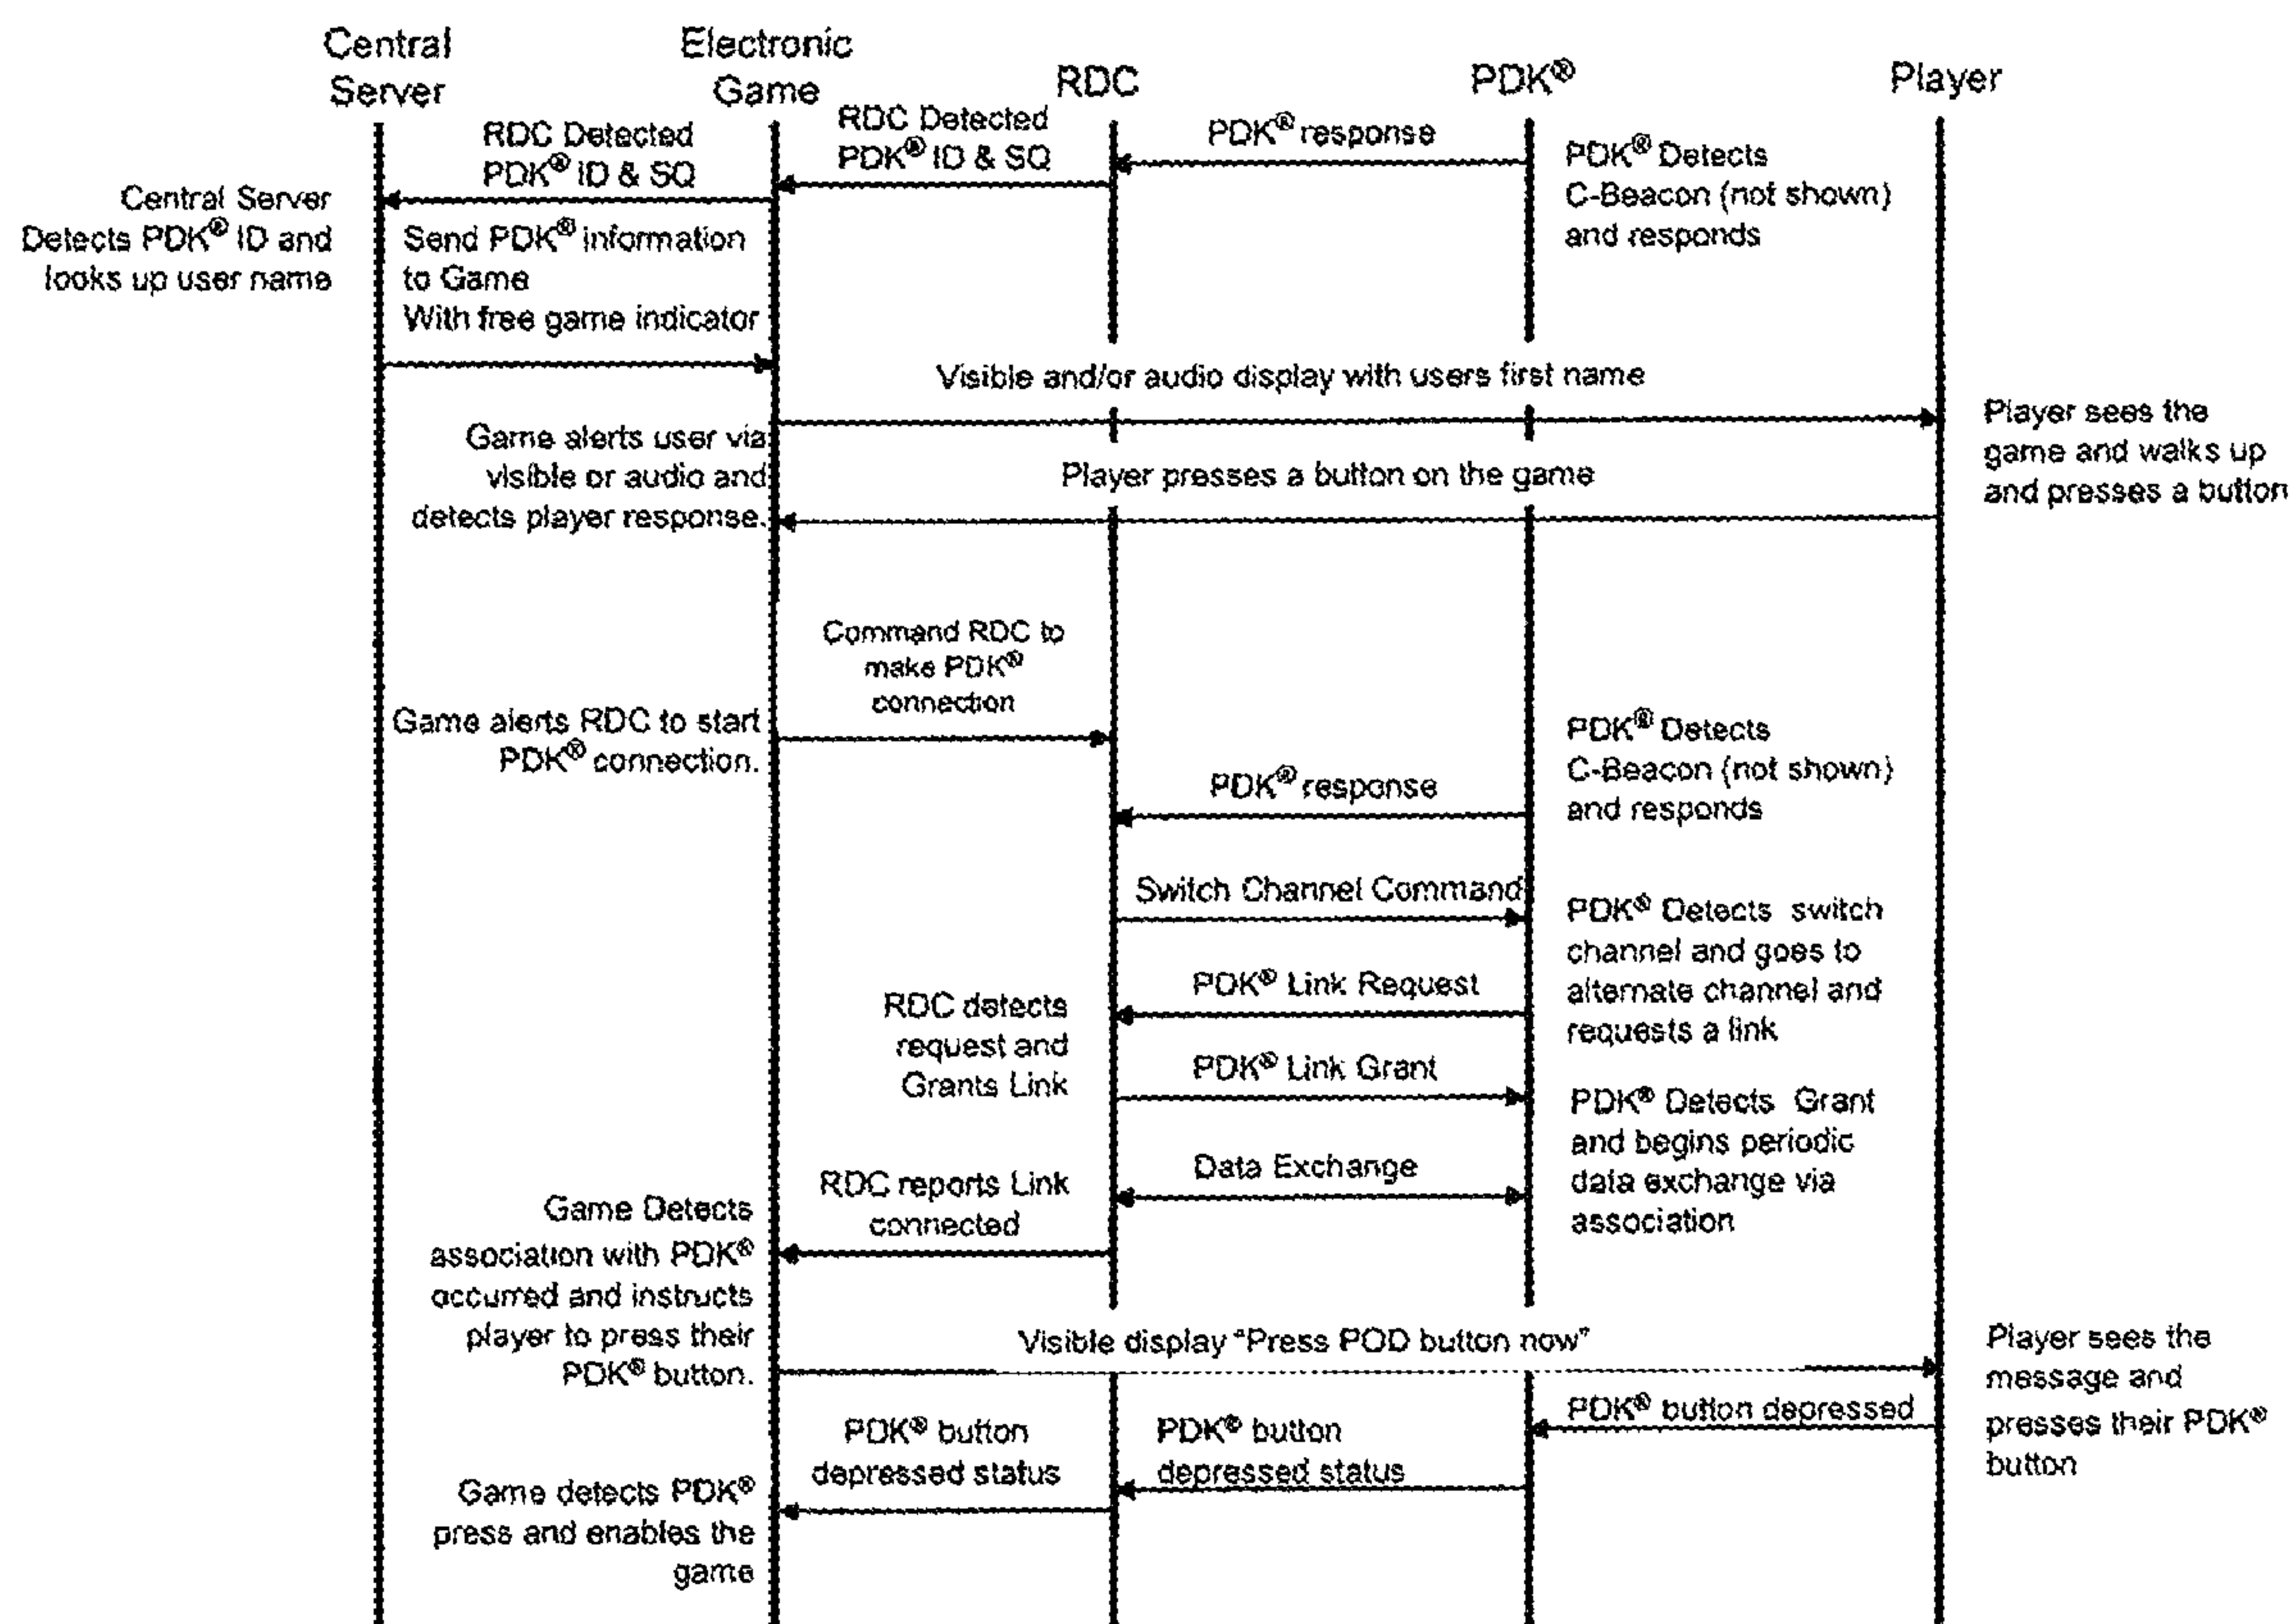 Central
Server
Electronic
Game
RDC
PDK®
Player
RDC Detected
PDK® ID & SQ
RDC Detected
PDK® ID & SQ
PDK® response
PDK® Detects
C-Beacon (not shown)
and responds
Central Server
Detects PDK® ID and
looks up user name
Send PDK® information
to Game
With free game indicator
Visible and/or audio display with users first name
Player sees the
game and walks up
and presses a button
Game alerts user via
visible or audio and
detects player response.
Player presses a button on the game
Command RDC to
make PDK®
connection
Game alerts RDC to start
PDK® connection.
PDK® Detects
C-Beacon (not shown)
and responds
PDK® response
Switch Channel Command
PDK® Detects switch
channel and goes to
alternate channel and
requests a link
PDK® Link Request
RDC detects
request and
Grants Link
PDK® Link Grant
PDK® Detects Grant
and begins periodic
data exchange via
association
Data Exchange
RDC reports Link
connected
Game Detects
association with PDK®
occurred and instructs
player to press their
PDK® button.
Visible display "Press POD button now"
Player sees the
message and
presses their PDK®
button
PDK® button depressed
PDK® button
depressed status
PDK® button
depressed status
Game detects PDK®
press and enables the
game